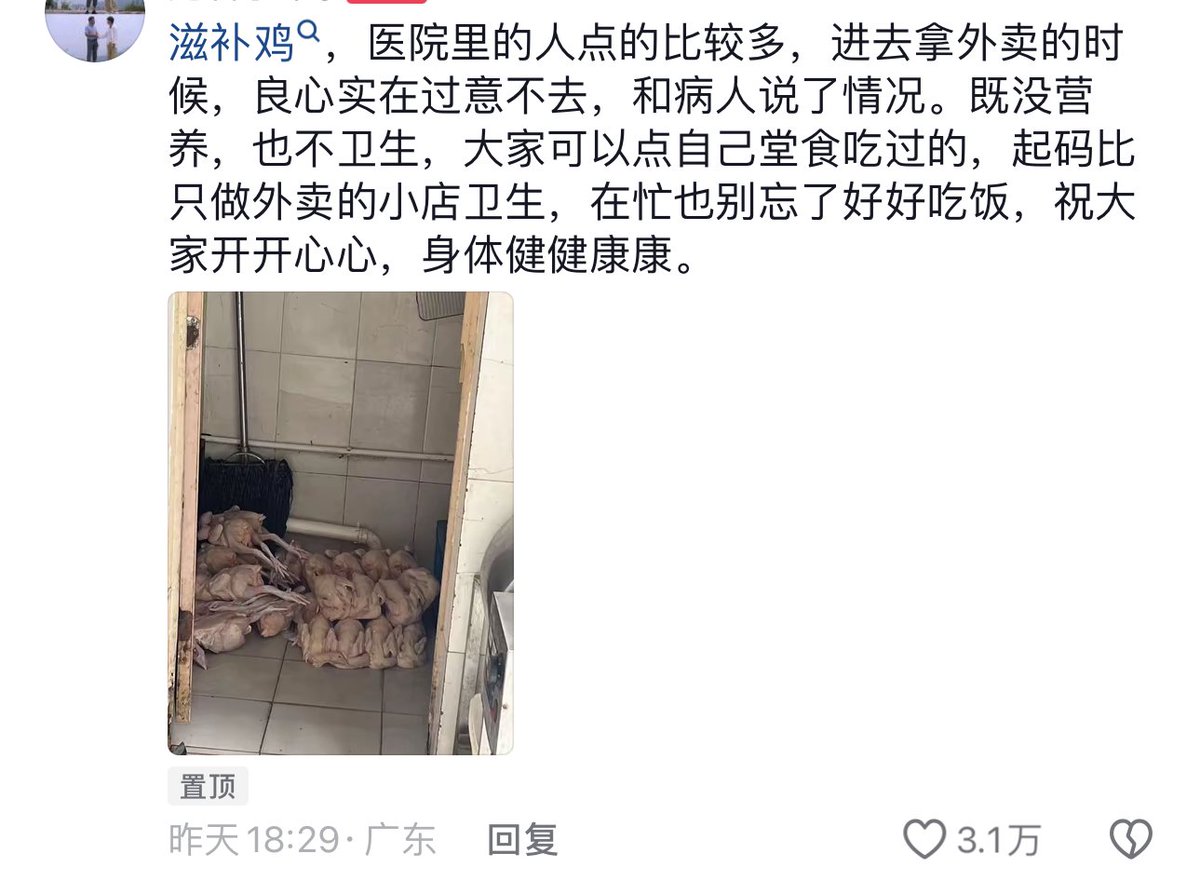 滋补鸡，医院里的人点的比较多，进去拿外卖的时
候，良心实在过意不去，和病人说了情况。既没营
养，也不卫生，大家可以点自己堂食吃过的，起码比
只做外卖的小店卫生，在忙也别忘了好好吃饭，祝大
家开开心心，身体健健康康。
置顶
昨天18:29·广东 回复 3.1万